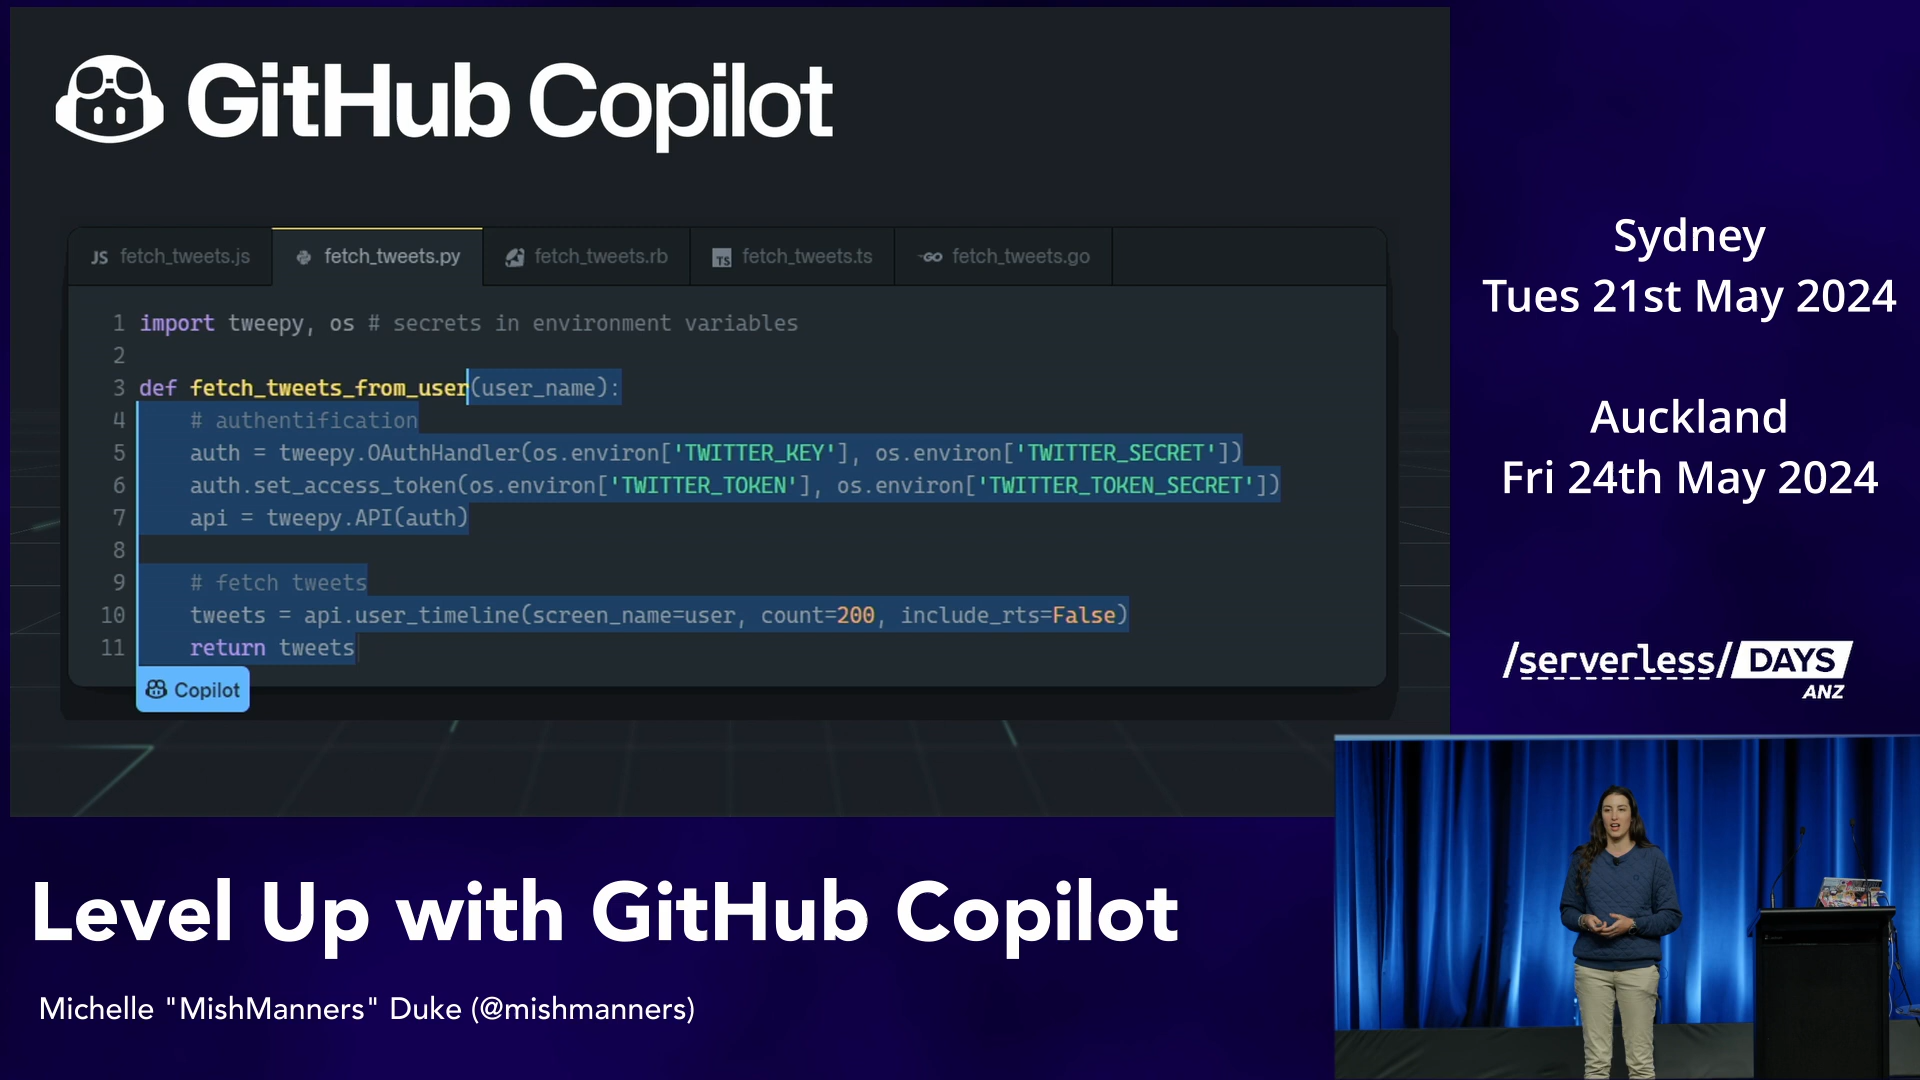 GitHub Copilot
JS fetch_tweets.js
fetch_tweets.py
fetch_tweets.rb
TS fetch_tweets.ts
GO fetch_tweets.go
1 import tweepy, os # secrets in environment variables
2
3 def fetch_tweets_from_user(user_name):
4 # authentification
5 auth = tweepy.OAuthHandler(os.environ['TWITTER_KEY'], os.environ['TWITTER_SECRET'])
6 auth.set_access_token(os.environ['TWITTER_TOKEN'], os.environ['TWITTER_TOKEN_SECRET'])
7 api = tweepy.API(auth)
8
9 # fetch tweets
10 tweets = api.user_timeline(screen_name=user, count=200, include_rts=False)
11 return tweets
Copilot
Sydney
Tues 21st May 2024
Auckland
Fri 24th May 2024
/serverless/ DAYS
ANZ
Level Up with GitHub Copilot
Michelle "MishManners" Duke (@mishmanners)